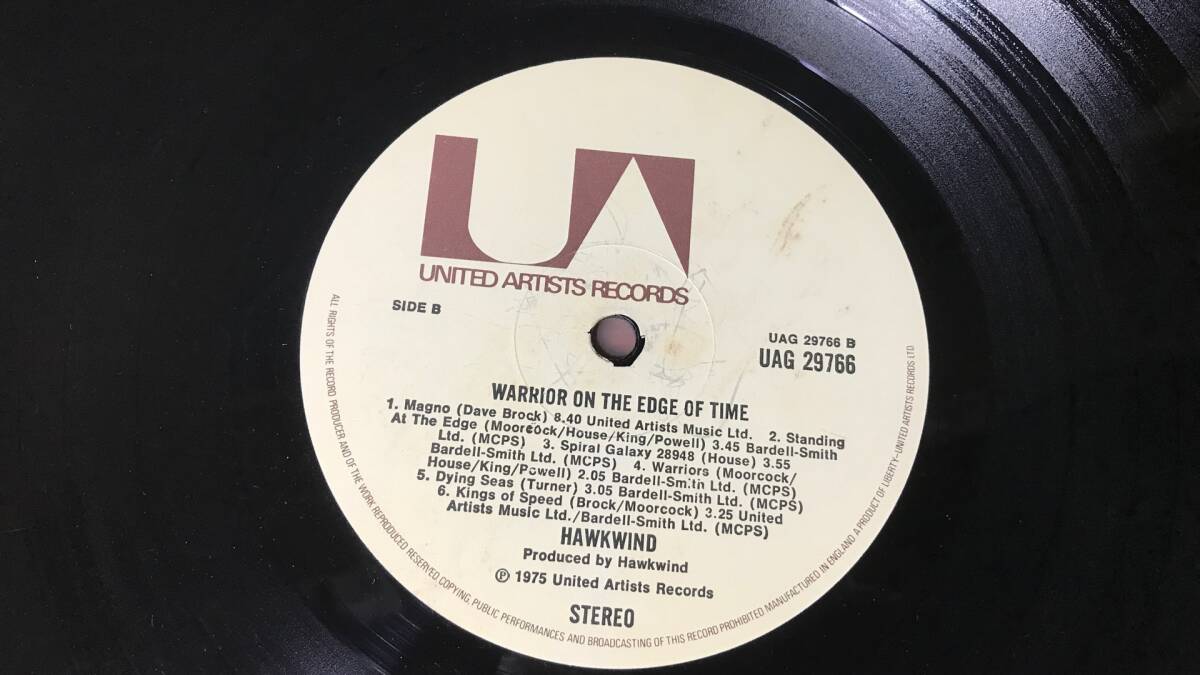 UA
UNITED ARTISTS RECORDS
SIDE B
UAG 29766 B
UAG 29766
WARRIOR ON THE EDGE OF TIME
1. Magno (Dave Brock) 8.40 United Artists Music Ltd. 2. Standing
At The Edge (Moorcock/House/King/Powell) 3.45 Bardell-Smith
Ltd. (MCPS) 3. Spiral Galaxy 28948 (House) 3.55
Bardell-Smith Ltd. (MCPS) 4. Warriors (Moorcock/
House/King/Powell) 2.05 Bardell-Smith Ltd. (MCPS)
5. Dying Seas (Turner) 3.05 Bardell-Smith Ltd. (MCPS)
6. Kings of Speed (Brock/Moorcock) 3.25 United
Artists Music Ltd./Bardell-Smith Ltd. (MCPS)
HAWKWIND
Produced by Hawkwind
℗ 1975 United Artists Records
STEREO
ALL RIGHTS OF THE RECORD PRODUCER AND OF THE WORK REPRODUCED RESERVED. COPYING, PUBLIC PERFORMANCES AND BROADCASTING OF THIS RECORD PROHIBITED MANUFACTURED IN ENGLAND A PRODUCT OF LIBERTY-UNITED ARTISTS RECORDS LTD.